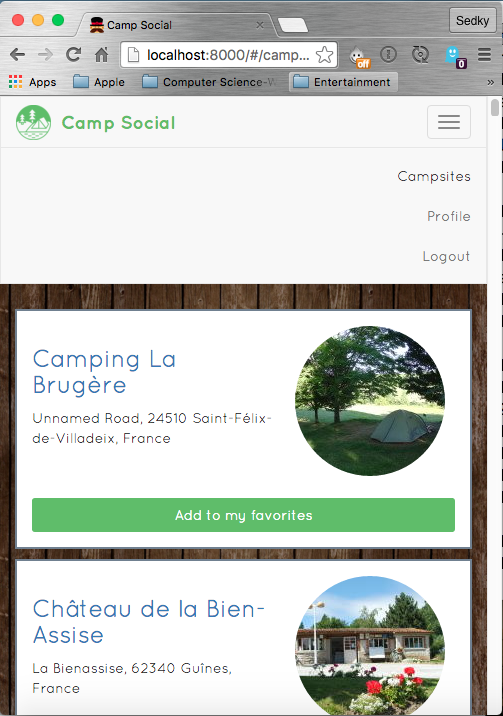 Camp Social
Sedky
localhost:8000/#/camp...
off
0
Apps
Apple
Computer Science-W
Entertainment
»
Camp Social
Campsites
Profile
Logout
Camping La
Brugère
Unnamed Road, 24510 Saint-Félix-
de-Villadeix, France
Add to my favorites
Château de la Bien-
Assise
La Bienassise, 62340 Guînes,
France